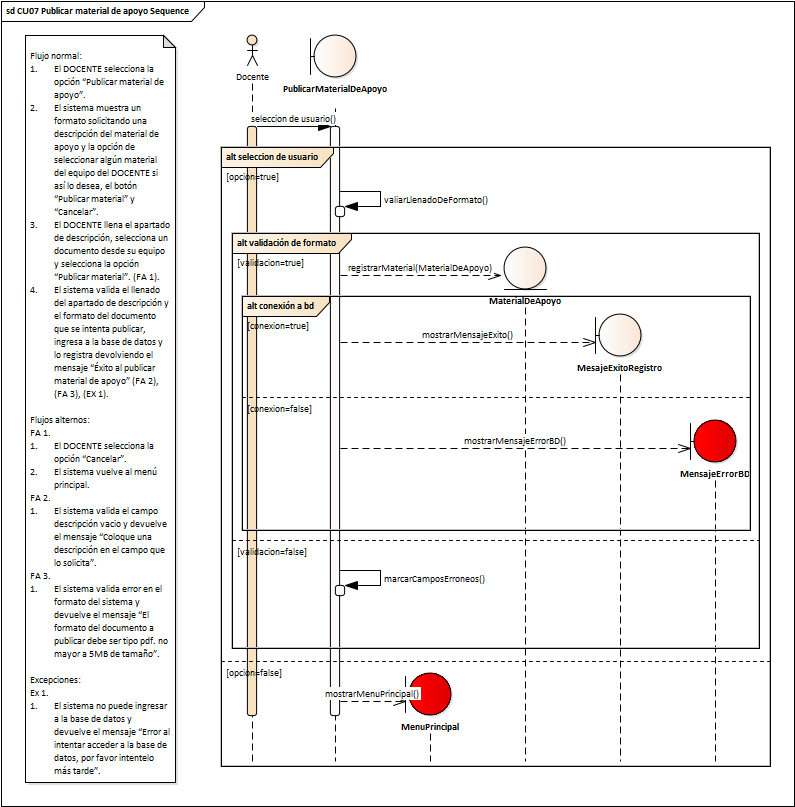 sd CU07 Publicar material de apoyo Sequence
Flujo normal:
1. El DOCENTE selecciona la
opción “Publicar material de
apoyo”.
2. El sistema muestra un
formato solicitando una
descripción del material de
apoyo y la opción de
seleccionar algún material
del equipo del DOCENTE si
así lo desea, el botón
“Publicar material” y
“Cancelar”.
3. El DOCENTE llena el apartado
de descripción, selecciona un
documento desde su equipo
y selecciona la opción
“Publicar material”. (FA 1).
4. El sistema valida el llenado
del apartado de descripción y
el formato del documento
que se intenta publicar,
ingresa a la base de datos y
lo registra devolviendo el
mensaje “Éxito al publicar
material de apoyo” (FA 2),
(FA 3), (EX 1).
Flujos alternos:
FA 1.
1. El DOCENTE selecciona la
opción “Cancelar”.
2. El sistema vuelve al menú
principal.
FA 2.
1. El sistema valida el campo
descripción vacio y devuelve
el mensaje “Coloque una
descripción en el campo que
lo solicita”.
FA 3.
1. El sistema valida error en el
formato del sistema y
devuelve el mensaje “El
formato del documento a
publicar debe ser tipo pdf. no
mayor a 5MB de tamaño”.
Excepciones:
Ex 1.
1. El sistema no puede ingresar
a la base de datos y
devuelve el mensaje “Error al
intentar acceder a la base de
datos, por favor intentelo
más tarde”.
Docente
PublicarMaterialDeApoyo
seleccion de usuario()
alt seleccion de usuario
[opcion=true]
valiarLlenadoDeFormato()
alt validación de formato
[validacion=true]
registrarMaterial(MaterialDeApoyo)
MaterialDeApoyo
alt conexión a bd
[conexion=true]
mostrarMensajeExito()
MesajeExitoRegistro
[conexion=false]
mostrarMensajeErrorBD()
MensajeErrorBD
[validacion=false]
marcarCamposErroneos()
[opcion=false]
mostrarMenuPrincipal()
MenuPrincipal